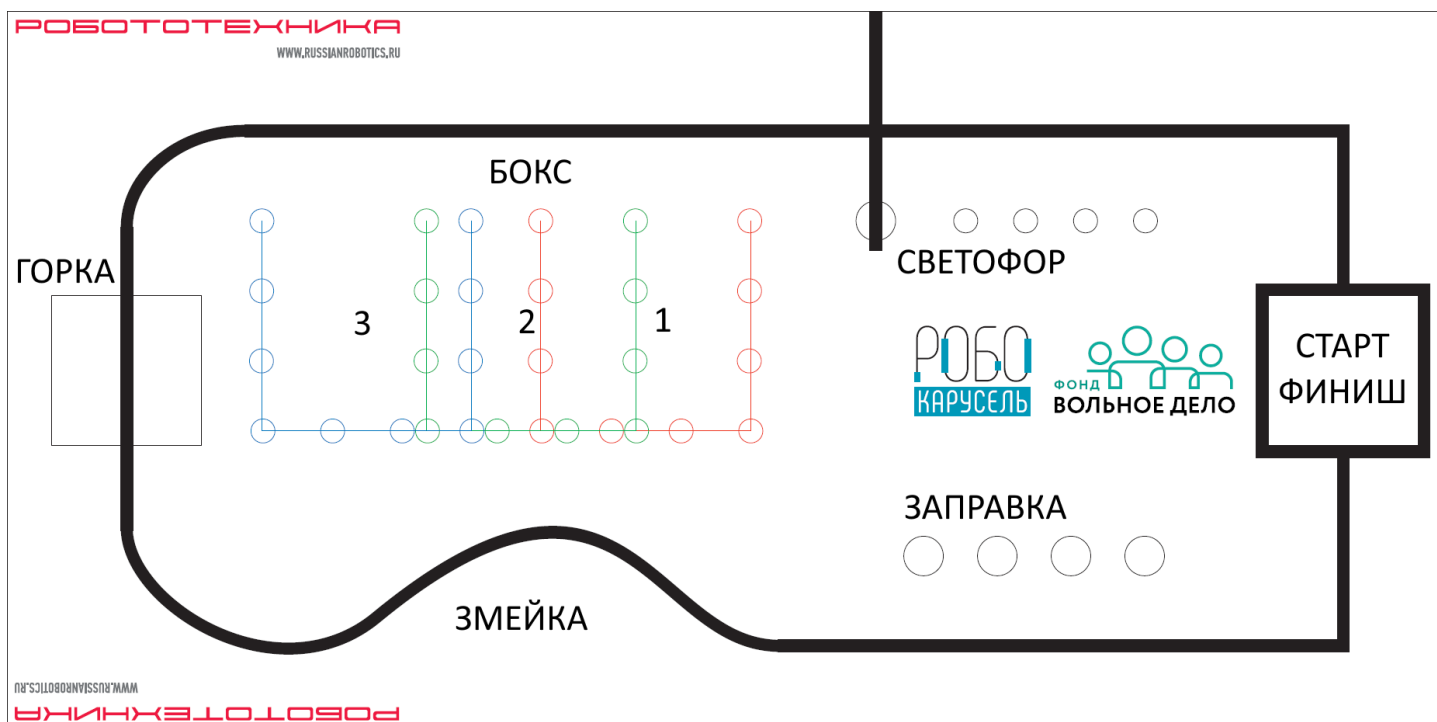 РОБОТОТЕХНИКА
WWW.RUSSIANROBOTICS.RU
БОКС
ГОРКА
СВЕТОФОР
3
2
1
РОБО
КАРУСЕЛЬ
ФОНД
ВОЛЬНОЕ ДЕЛО
СТАРТ
ФИНИШ
ЗАПРАВКА
ЗМЕЙКА
WWW.RUSSIANROBOTICS.RU
РОБОТОТЕХНИКА